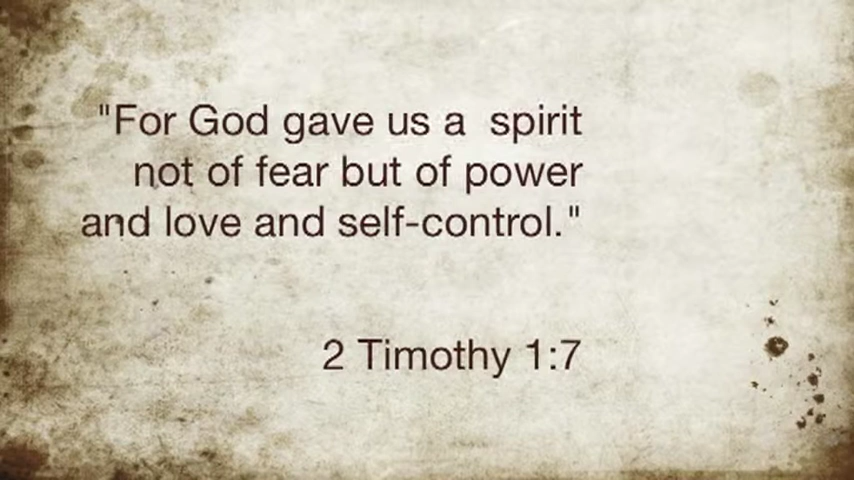 "For God gave us a  spirit
not of fear but of power
and love and self-control."
2 Timothy 1:7